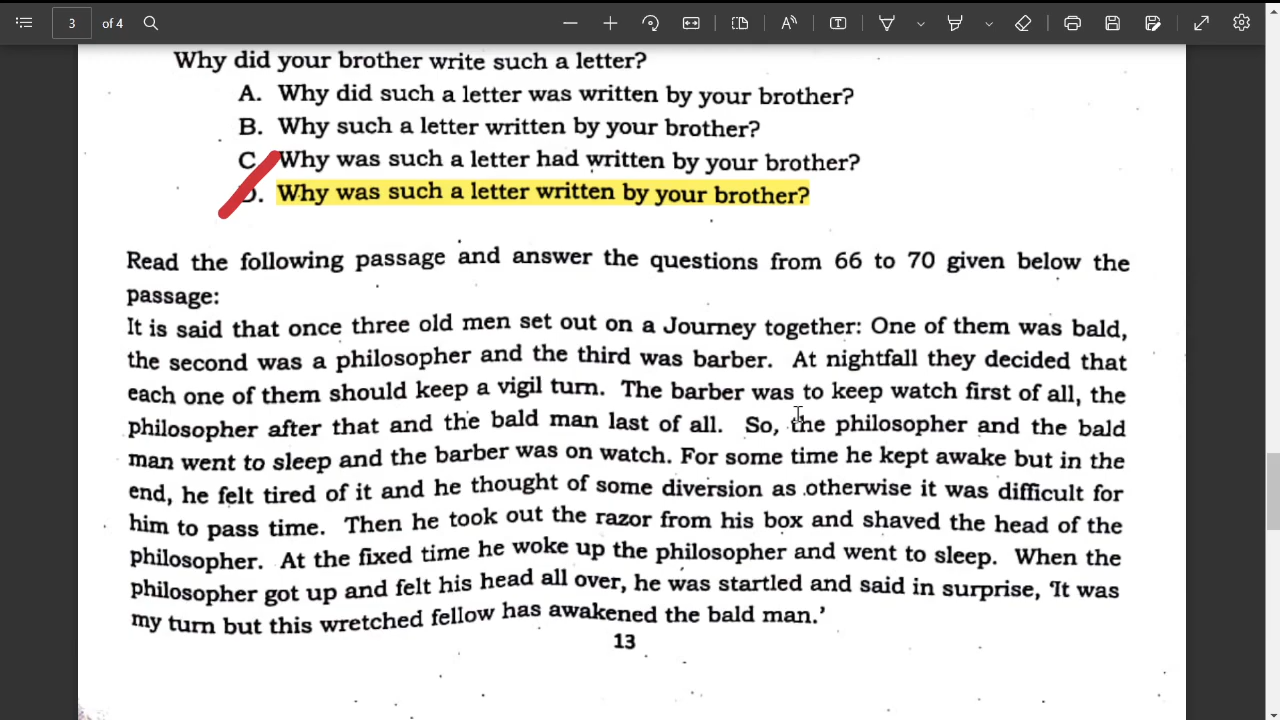 3 of 4
Why did your brother write such a letter?
A. Why did such a letter was written by your brother?
B. Why such a letter written by your brother?
C Why was such a letter had written by your brother?
D. Why was such a letter written by your brother?
Read the following passage and answer the questions from 66 to 70 given below the
passage:
It is said that once three old men set out on a Journey together: One of them was bald,
the second was a philosopher and the third was barber. At nightfall they decided that
each one of them should keep a vigil turn. The barber was to keep watch first of all, the
philosopher after that and the bald man last of all. So, the philosopher and the bald
man went to sleep and the barber was on watch. For some time he kept awake but in the
end, he felt tired of it and he thought of some diversion as otherwise it was difficult for
him to pass time. Then he took out the razor from his box and shaved the head of the
philosopher. At the fixed time he woke up the philosopher and went to sleep. When the
philosopher got up and felt his head all over, he was startled and said in surprise, 'It was
my turn but this wretched fellow has awakened the bald man.'
13